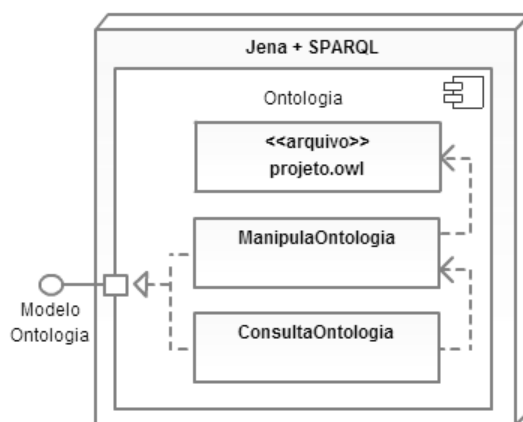 Jena + SPARQL
Ontologia
<<arquivo>>
projeto.owl
ManipulaOntologia
Modelo
Ontologia
ConsultaOntologia